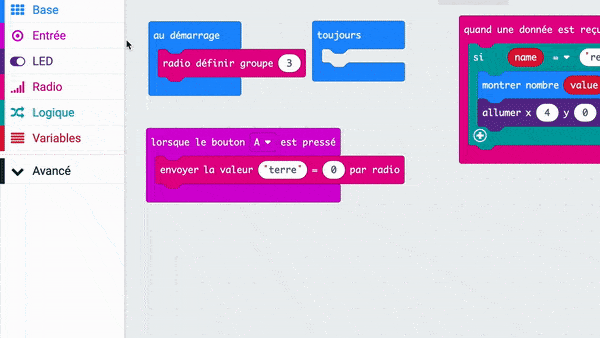 Base
Entrée
LED
Radio
Logique
Variables
Avancé
au démarrage
radio définir groupe 3
toujours
lorsque le bouton A est pressé
envoyer la valeur "terre" = 0 par radio
quand une donnée est reçu
si name = "re
montrer nombre value
allumer x 4 y 0